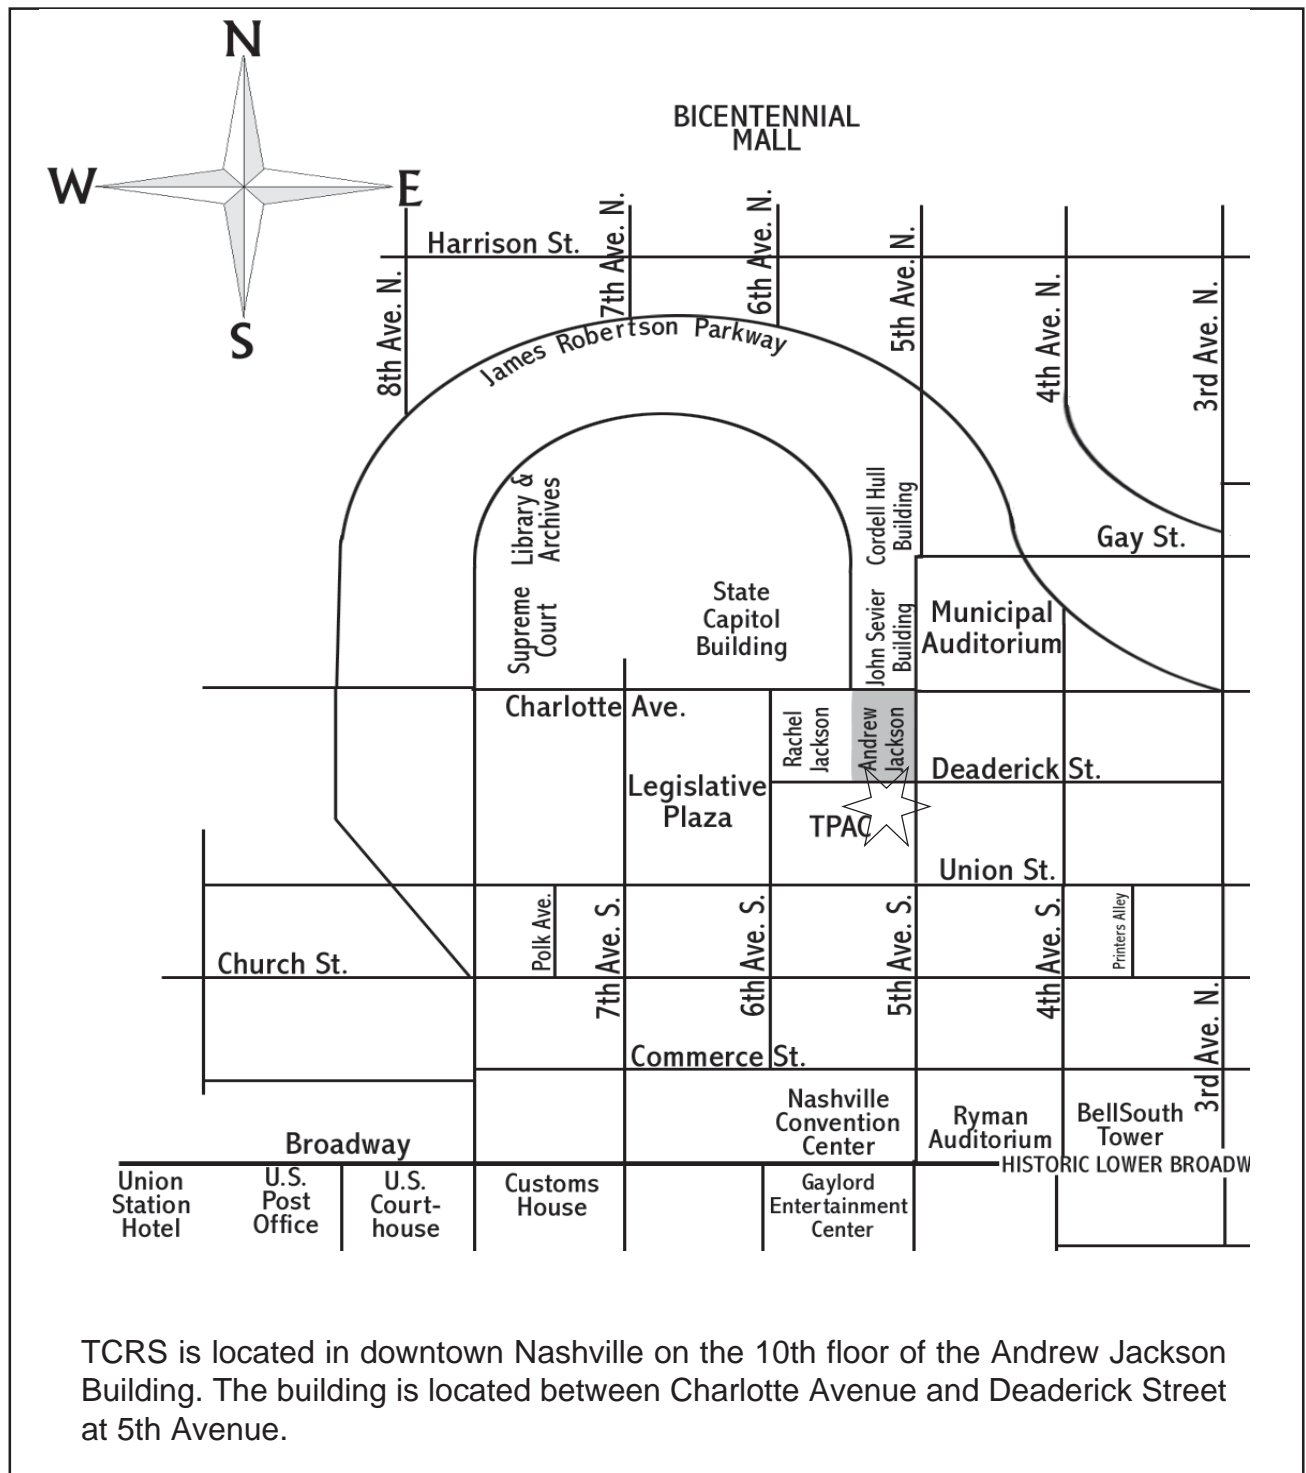 N
W
E
S
BICENTENNIAL
MALL
Harrison St.
8th Ave. N.
7th Ave. N.
6th Ave. N.
5th Ave. N.
4th Ave. N.
3rd Ave. N.
James Robertson Parkway
Library &
Archives
Supreme
Court
State
Capitol
Building
Cordell Hull
Building
John Sevier
Building
Gay St.
Municipal
Auditorium
Charlotte Ave.
Rachel
Jackson
Andrew
Jackson
Deaderick St.
Legislative
Plaza
TPAC
Union St.
Polk Ave.
7th Ave. S.
6th Ave. S.
5th Ave. S.
4th Ave. S.
Printers Alley
Church St.
3rd Ave. N.
Commerce St.
Nashville
Convention
Center
Ryman
Auditorium
BellSouth
Tower
Broadway
HISTORIC LOWER BROADW
Union
Station
Hotel
U.S.
Post
Office
U.S.
Court-
house
Customs
House
Gaylord
Entertainment
Center
TCRS is located in downtown Nashville on the 10th floor of the Andrew Jackson
Building. The building is located between Charlotte Avenue and Deaderick Street
at 5th Avenue.